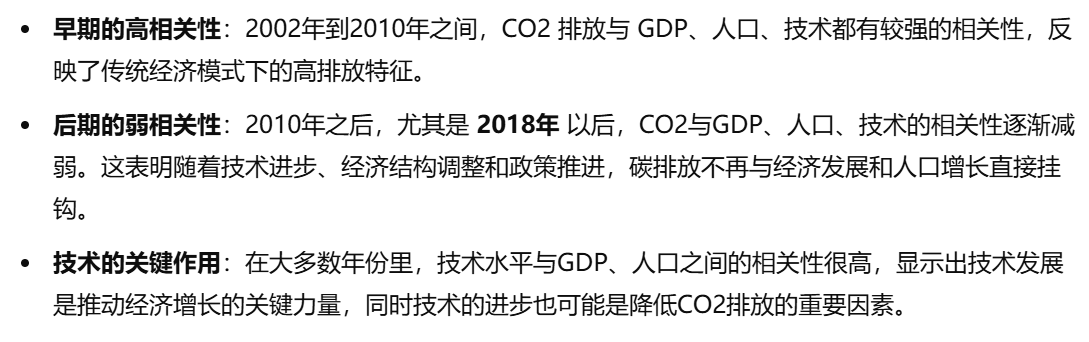 • 早期的高相关性：2002年到2010年之间，CO2 排放与 GDP、人口、技术都有较强的相关性，反
映了传统经济模式下的高排放特征。
• 后期的弱相关性：2010年之后，尤其是 2018年 以后，CO2与GDP、人口、技术的相关性逐渐减
弱。这表明随着技术进步、经济结构调整和政策推进，碳排放不再与经济发展和人口增长直接挂
钩。
• 技术的关键作用：在大多数年份里，技术水平与GDP、人口之间的相关性很高，显示出技术发展
是推动经济增长的关键力量，同时技术的进步也可能是降低CO2排放的重要因素。